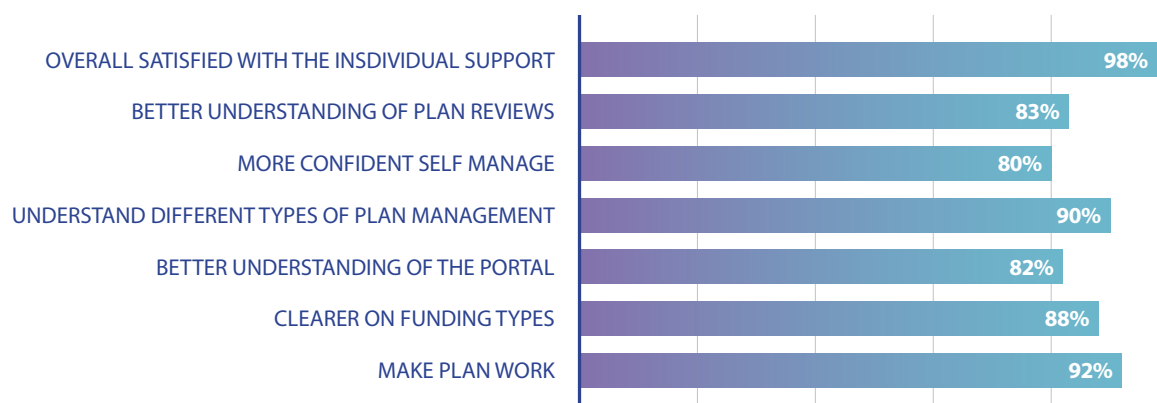 OVERALL SATISFIED WITH THE INSDIVIDUAL SUPPORT 98%
BETTER UNDERSTANDING OF PLAN REVIEWS 83%
MORE CONFIDENT SELF MANAGE 80%
UNDERSTAND DIFFERENT TYPES OF PLAN MANAGEMENT 90%
BETTER UNDERSTANDING OF THE PORTAL 82%
CLEARER ON FUNDING TYPES 88%
MAKE PLAN WORK 92%